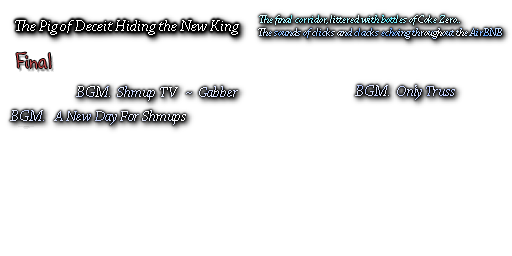 The Pig of Deceit Hiding the New King
The final corridor, littered with bottles of Coke Zero.
The sounds of clicks and clacks echoing throughout the AirBNB
Final
BGM. Shmup TV ~ Gabber
BGM. Only Truss
BGM. A New Day For Shmups